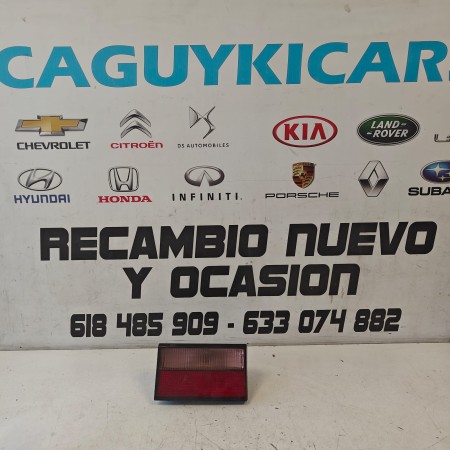 CAGUYKICAR
CHEVROLET CITROËN DS AUTOMOBILES KIA LAND ROVER
HYUNDAI HONDA INFINITI PORSCHE SUBA
RECAMBIO NUEVO
Y OCASION
618 485 909 - 633 074 882